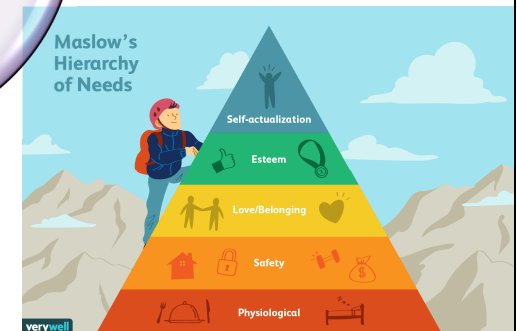 Maslow's
Hierarchy
of Needs
Self-actualization
Esteem
Love/Belonging
Safety
$
Physiological
verywell